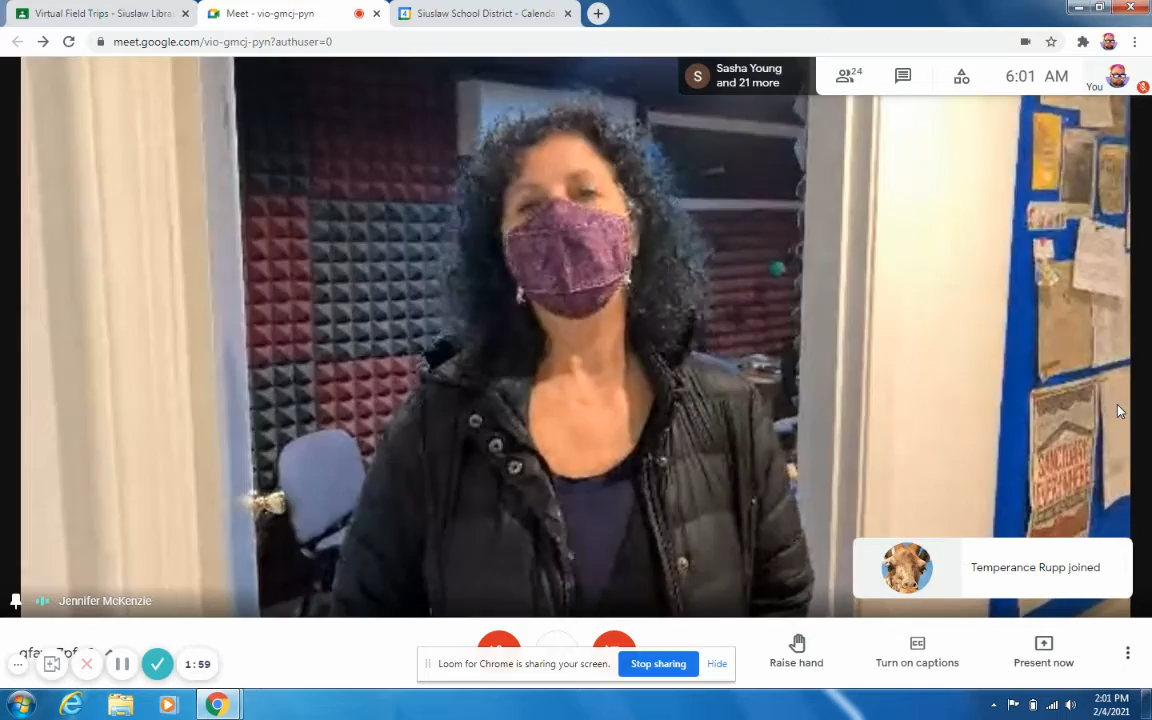 Virtual Field Trips - Siuslaw Libra
Meet - vio-gmcj-pyn
Siuslaw School District - Calenda
meet.google.com/vio-gmcj-pyn?authuser=0
S
Sasha Young
and 21 more
24
6:01 AM
You
SANCTUARY
EVERYWHERE
Temperance Rupp joined
Jennifer McKenzie
1:59
Loom for Chrome is sharing your screen.
Stop sharing
Hide
Raise hand
Turn on captions
Present now
2:01 PM
2/4/2021